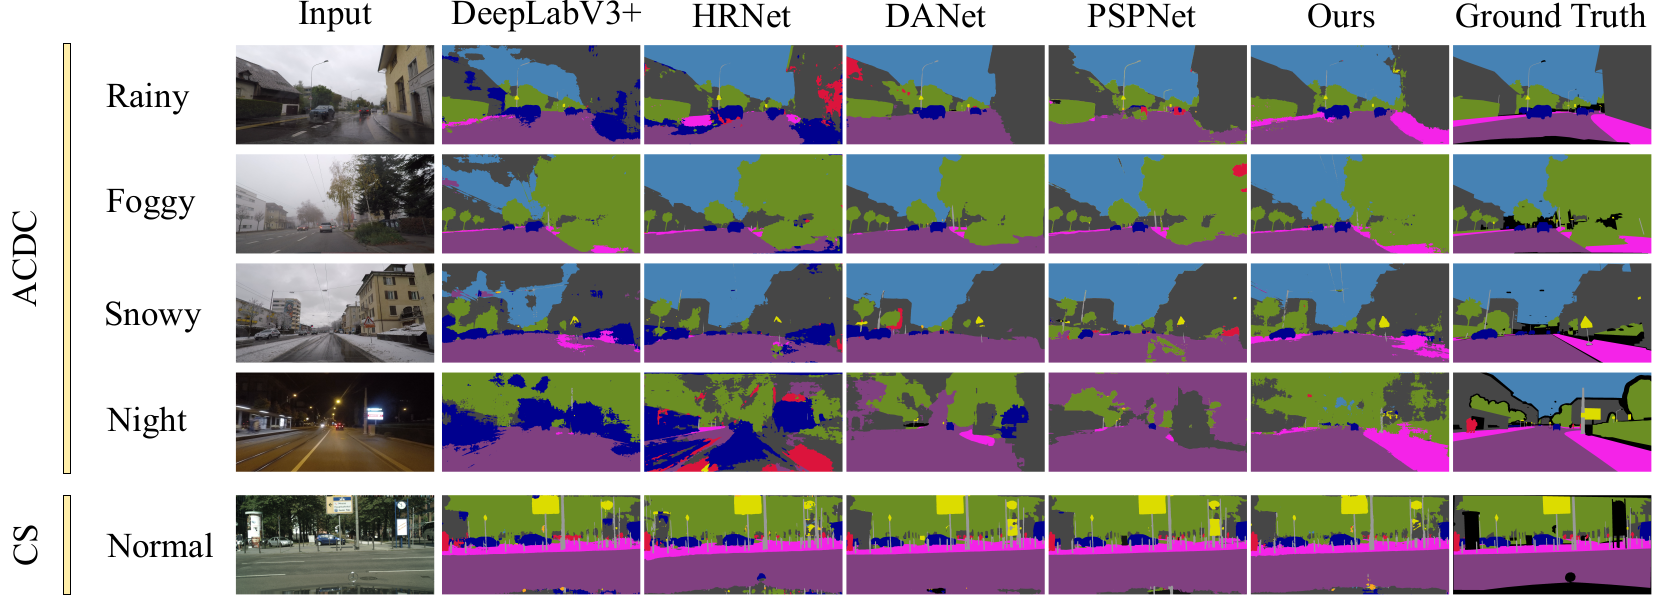 Input DeepLabV3+ HRNet DANet PSPNet Ours Ground Truth
ACDC
Rainy
Foggy
Snowy
Night
CS
Normal